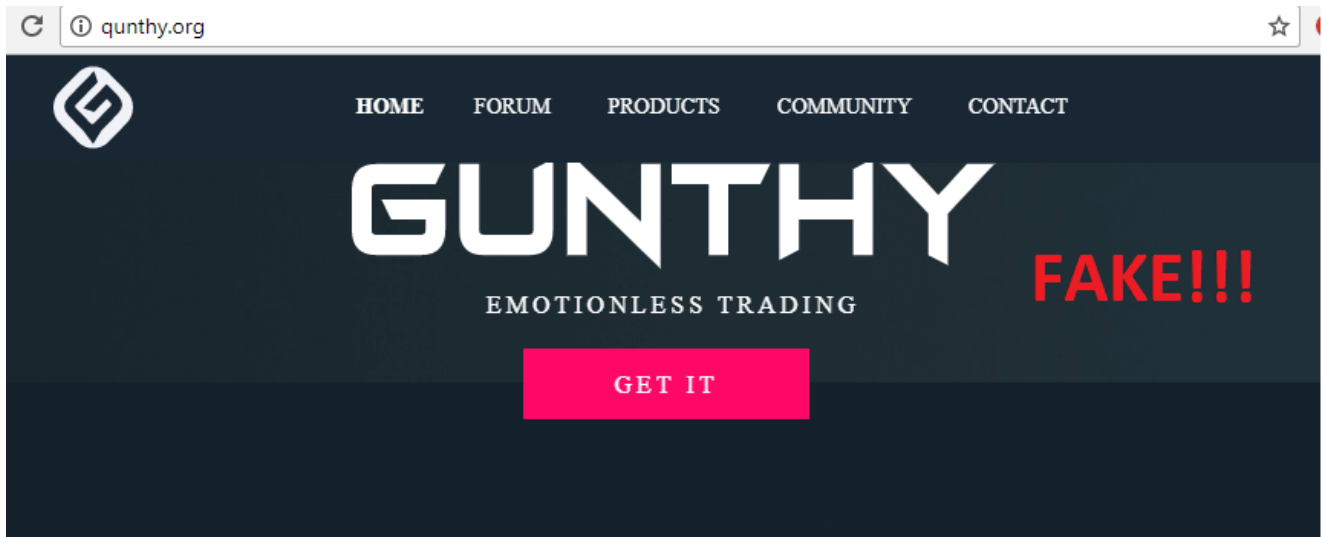 qunthy.org
HOME FORUM PRODUCTS COMMUNITY CONTACT
GUNTHY
FAKE!!!
EMOTIONLESS TRADING
GET IT